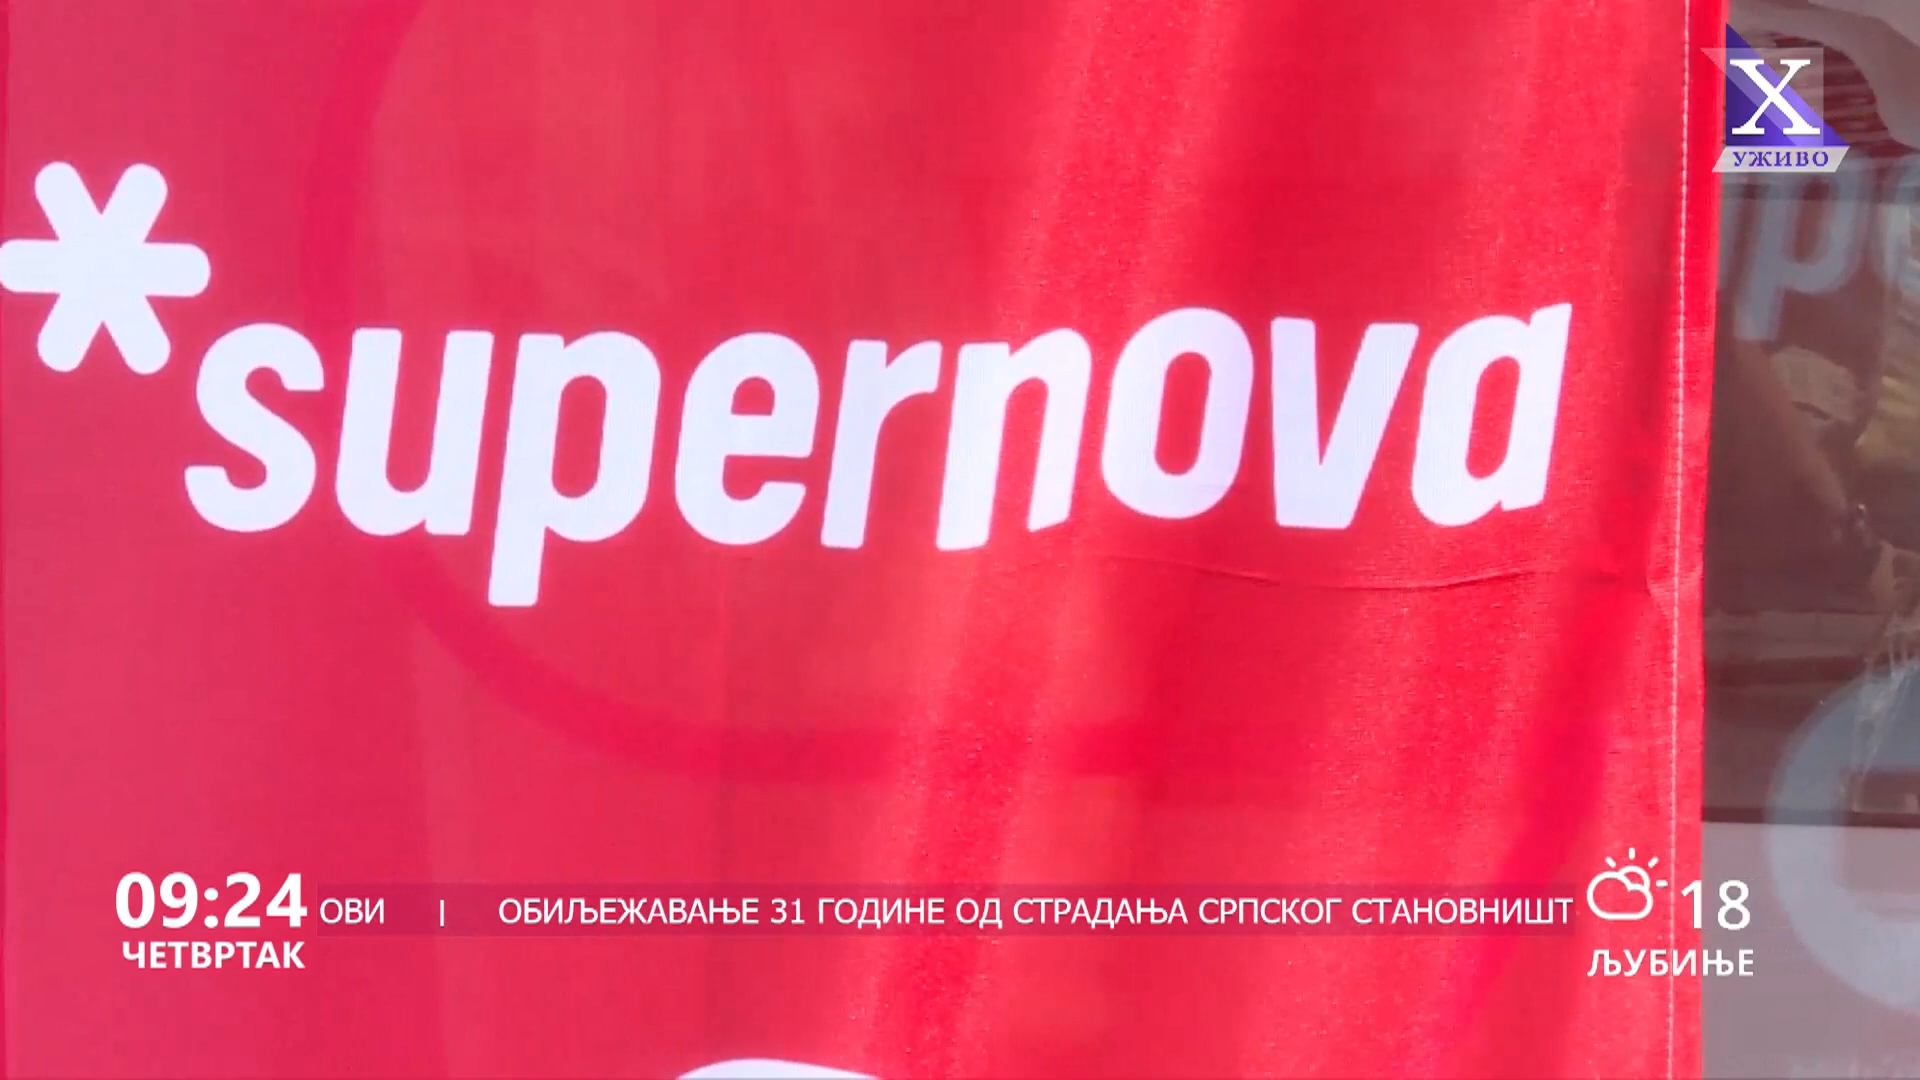 Х
УЖИВО
*supernova
09:24
ОВИ | ОБИЉЕЖАВАЊЕ 31 ГОДИНЕ ОД СТРАДАЊА СРПСКОГ СТАНОВНИШТ
18
ЧЕТВРТАК
ЉУБИЊЕ